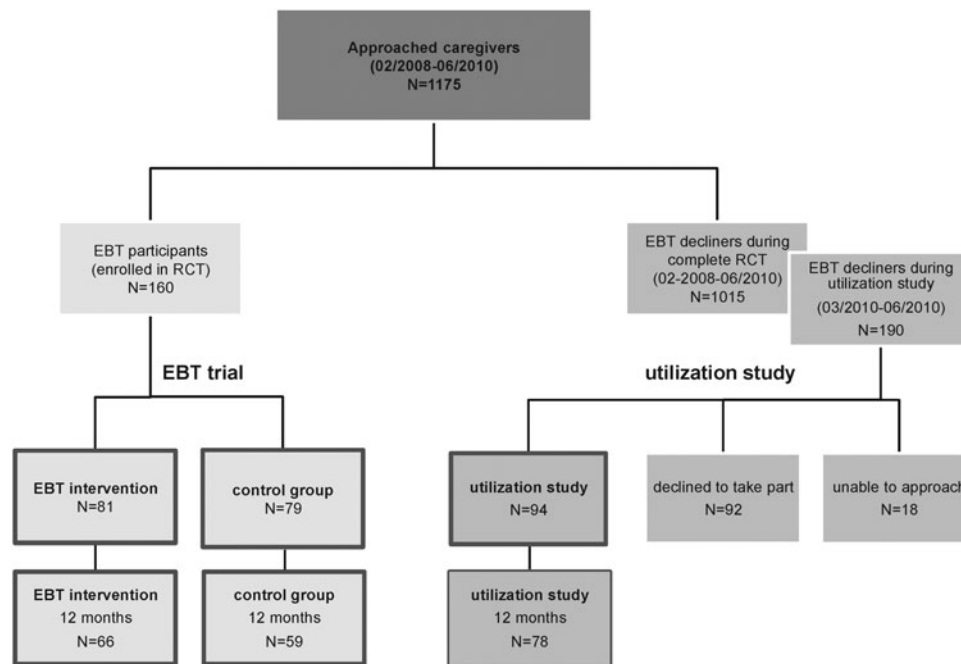 Approached caregivers
(02/2008-06/2010)
N=1175
EBT participants
(enrolled in RCT)
N=160
EBT decliners during
complete RCT
(02-2008-06/2010)
N=1015
EBT decliners during
utilization study
(03/2010-06/2010)
N=190
EBT trial
utilization study
EBT intervention
N=81
control group
N=79
utilization study
N=94
declined to take part
N=92
unable to approach
N=18
EBT intervention
12 months
N=66
control group
12 months
N=59
utilization study
12 months
N=78